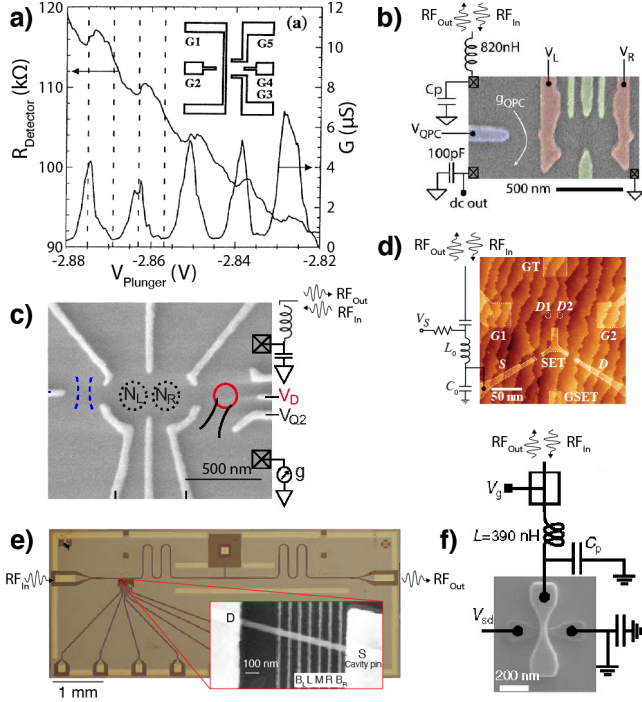 a)
(a)
R_Detector (kΩ)
120
110
100
90
G1
G5
G2
G4
G3
12
10
8
6
4
2
0
G (μS)
-2.88
-2.86
-2.84
-2.82
V_Plunger (V)
b)
RF_Out
RF_In
820nH
Cp
V_L
V_R
g_QPC
V_QPC
100pF
dc out
500 nm
c)
RF_Out
RF_In
N_L
N_R
V_D
V_Q2
500 nm
g
d)
RF_Out
RF_In
GT
V_S
D1
D2
G1
G2
L_0
S
SET
D
C_0
50 nm
GSET
e)
RF_In
RF_Out
D
S
Cavity pin
100 nm
B_L L M R B_R
1 mm
f)
RF_Out
RF_In
V_g
L=390 nH
C_p
V_sd
200 nm